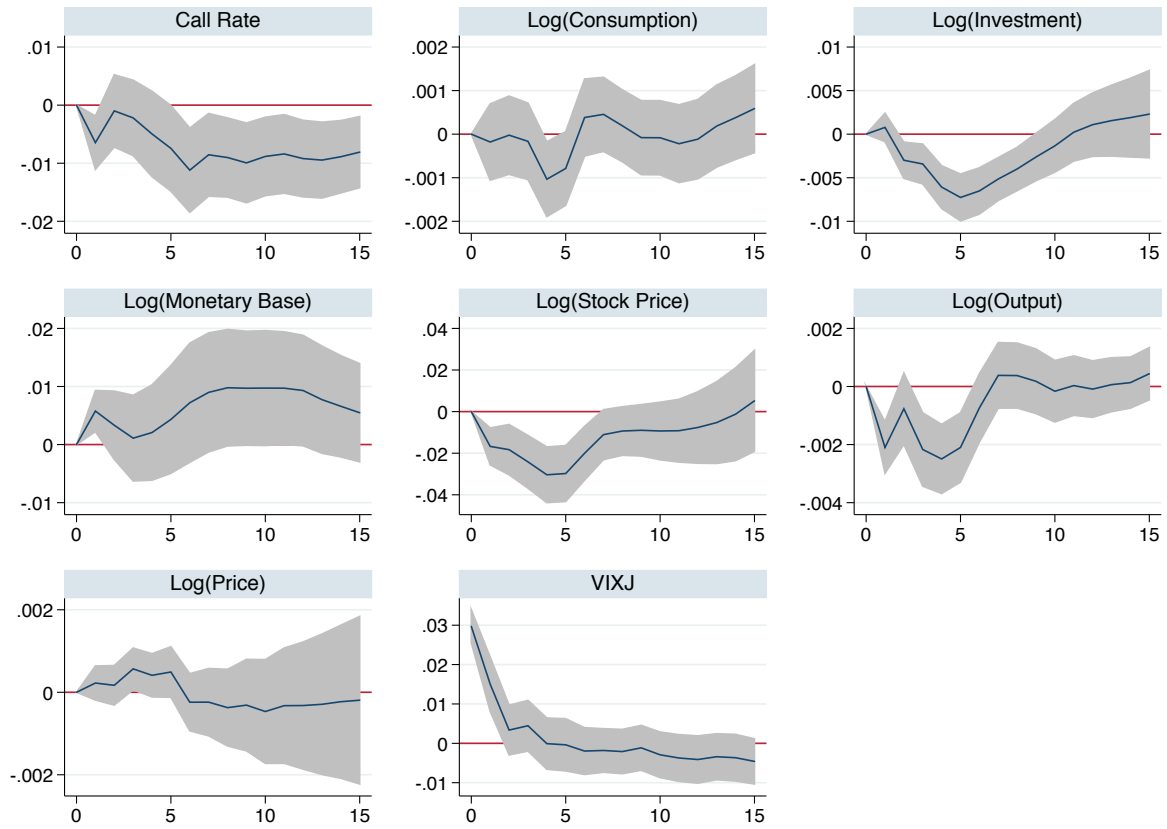 Call Rate
.01
0
-.01
-.02
0 5 10 15
Log(Consumption)
.002
.001
0
-.001
-.002
0 5 10 15
Log(Investment)
.01
.005
0
-.005
-.01
0 5 10 15
Log(Monetary Base)
.02
.01
0
-.01
0 5 10 15
Log(Stock Price)
.04
.02
0
-.02
-.04
0 5 10 15
Log(Output)
.002
0
-.002
-.004
0 5 10 15
Log(Price)
.002
0
-.002
0 5 10 15
VIXJ
.03
.02
.01
0
-.01
0 5 10 15